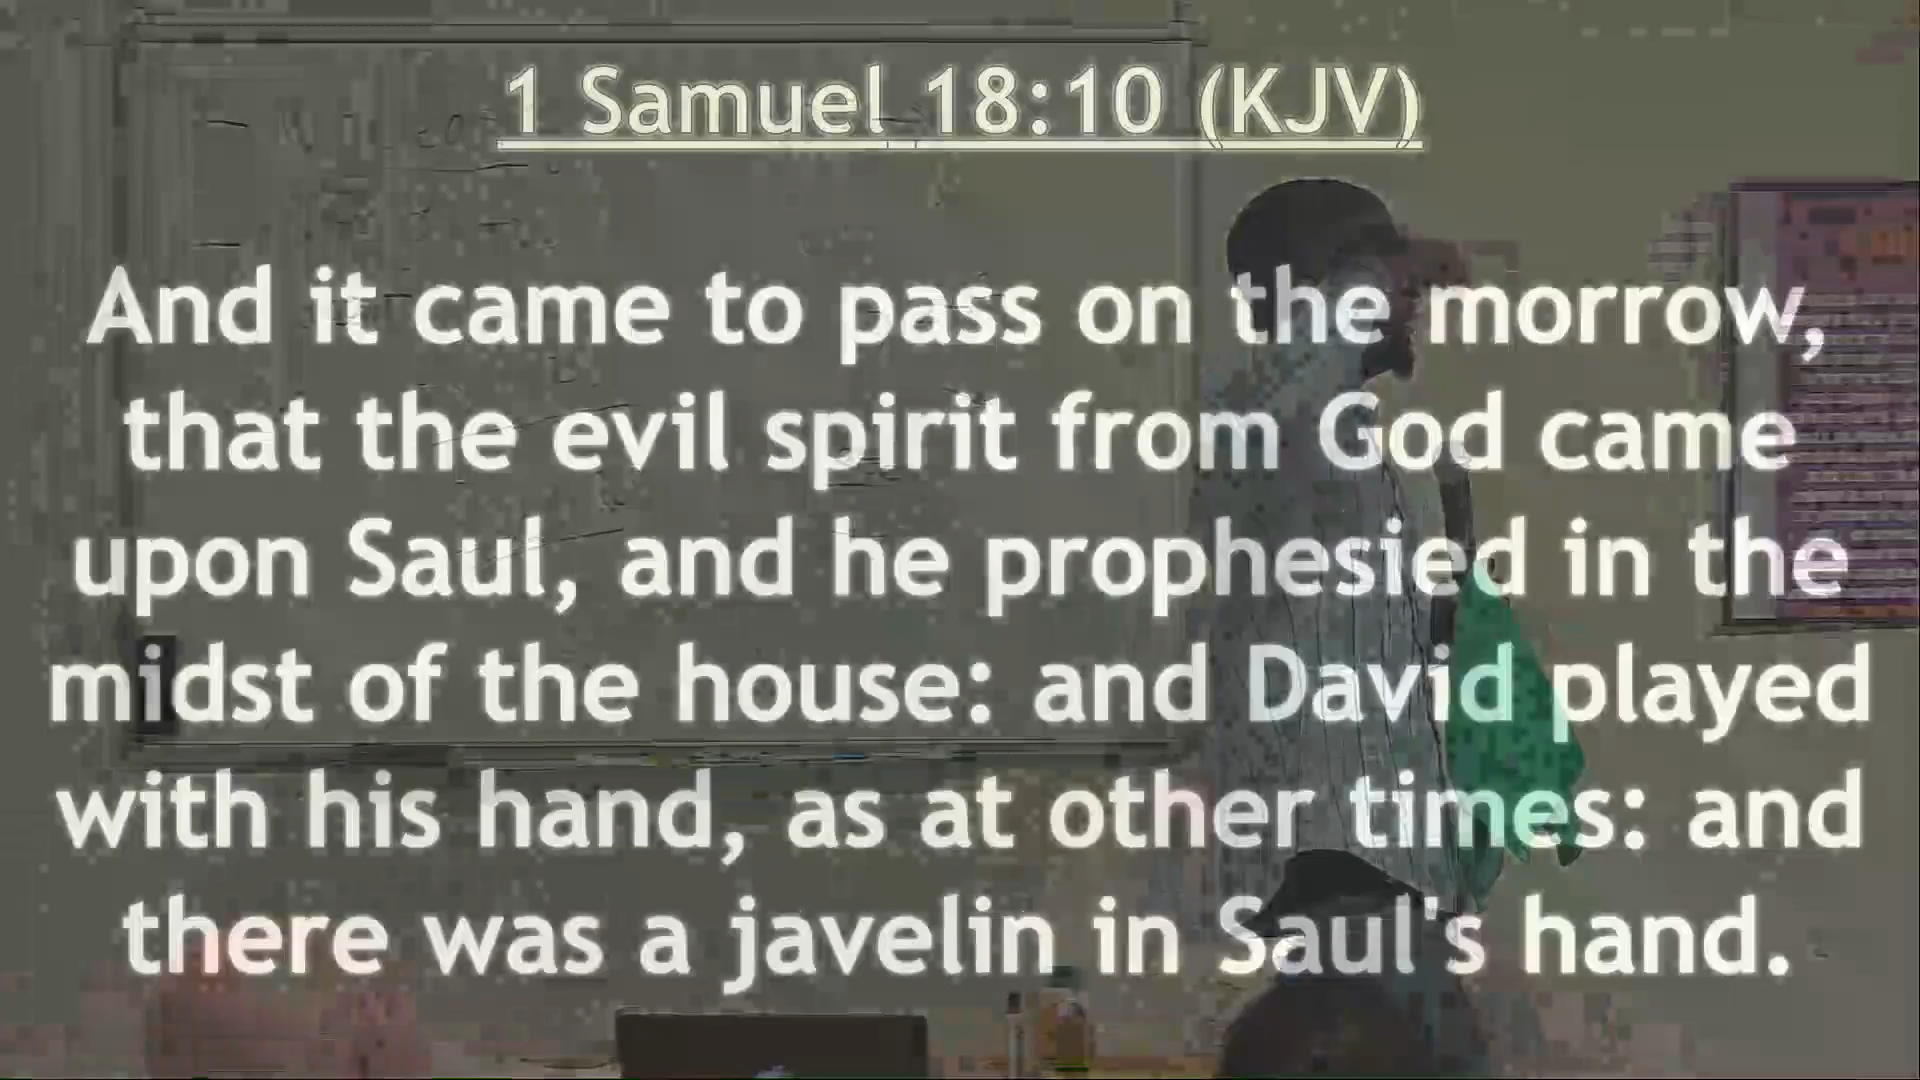 1 Samuel 18:10 (KJV)
And it came to pass on the morrow,
that the evil spirit from God came
upon Saul, and he prophesied in the
midst of the house: and David played
with his hand, as at other times: and
there was a javelin in Saul's hand.